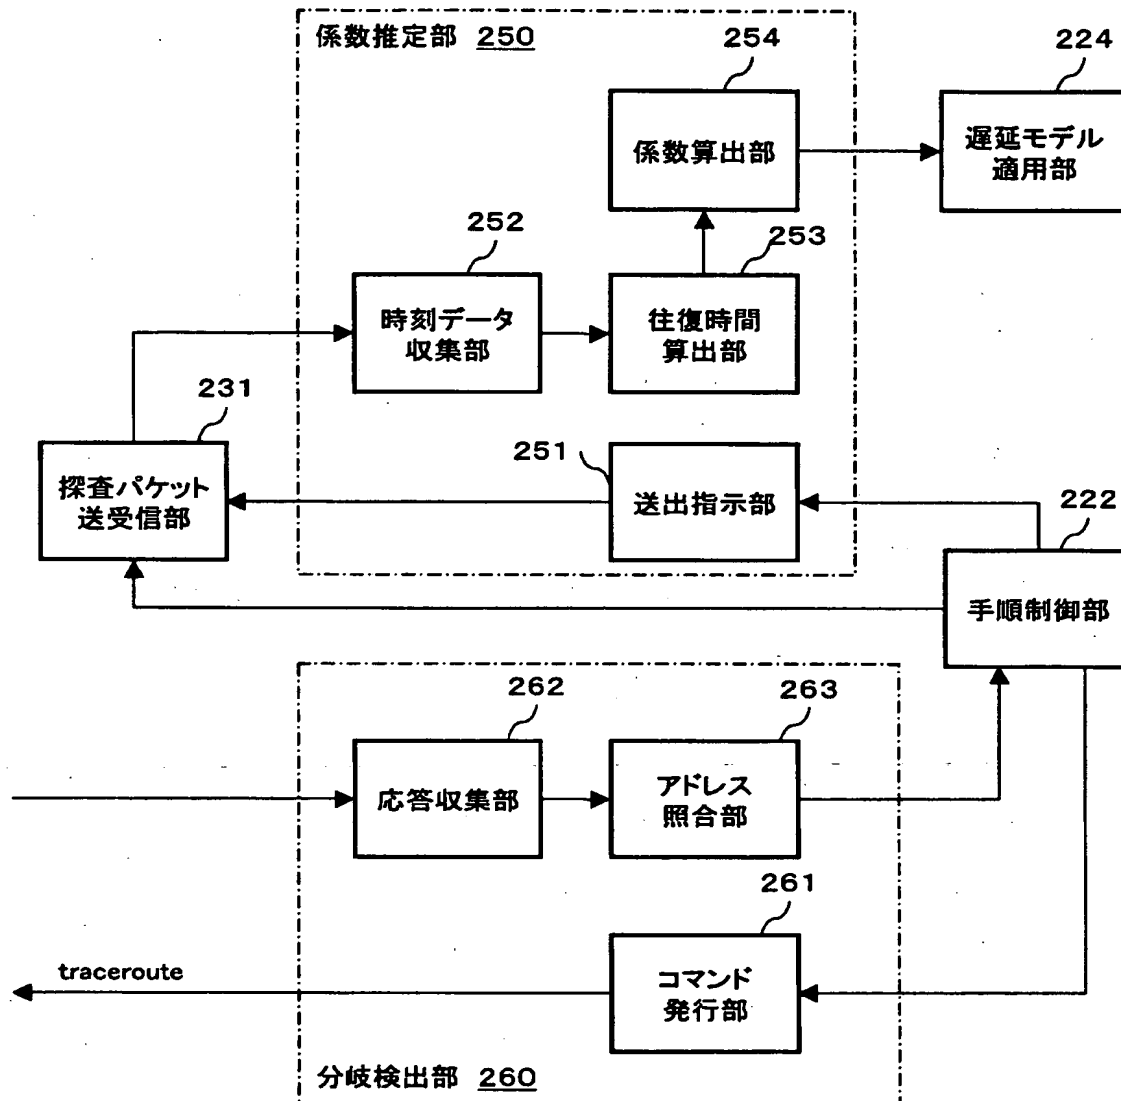 係数推定部 250
254
224
係数算出部
遅延モデル
適用部
252
253
時刻データ
収集部
往復時間
算出部
231
251
探査パケット
送受信部
送出指示部
222
手順制御部
262
263
応答収集部
アドレス
照合部
261
traceroute
コマンド
発行部
分岐検出部 260